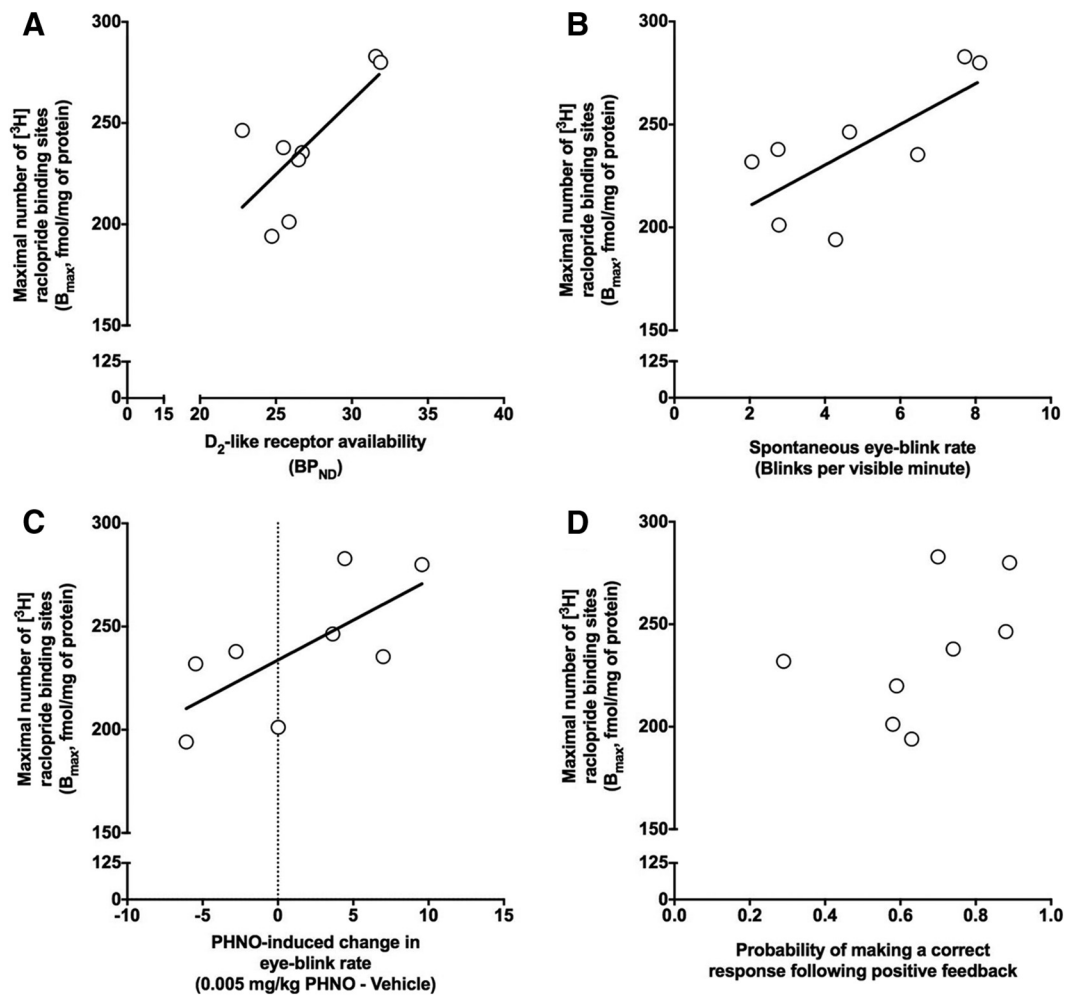 A
Maximal number of [³H]
raclopride binding sites
(Bmax, fmol/mg of protein)
300
250
200
150
125
0
0 15 20 25 30 35 40
D₂-like receptor availability
(BPND)
B
Maximal number of [³H]
raclopride binding sites
(Bmax, fmol/mg of protein)
300
250
200
150
125
0
0 2 4 6 8 10
Spontaneous eye-blink rate
(Blinks per visible minute)
C
Maximal number of [³H]
raclopride binding sites
(Bmax, fmol/mg of protein)
300
250
200
150
125
0
-10 -5 0 5 10 15
PHNO-induced change in
eye-blink rate
(0.005 mg/kg PHNO - Vehicle)
D
Maximal number of [³H]
raclopride binding sites
(Bmax, fmol/mg of protein)
300
250
200
150
125
0
0.0 0.2 0.4 0.6 0.8 1.0
Probability of making a correct
response following positive feedback